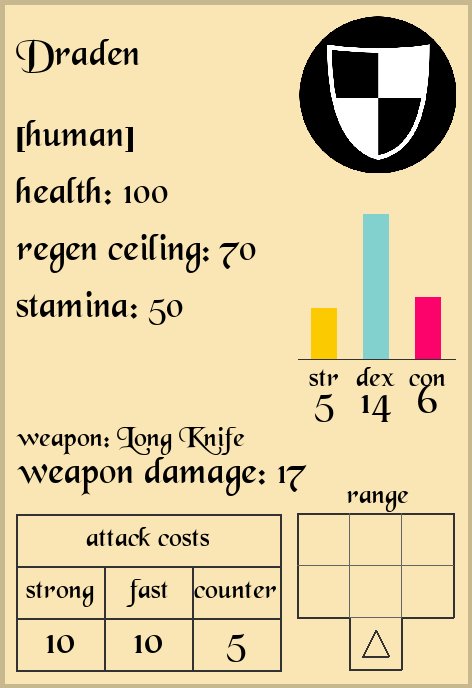 Draden
[human]
health: 100
regen ceiling: 70
stamina: 50
str dex con
5 14 6
weapon: Long Knife
weapon damage: 17
range
attack costs
strong fast counter
10 10 5